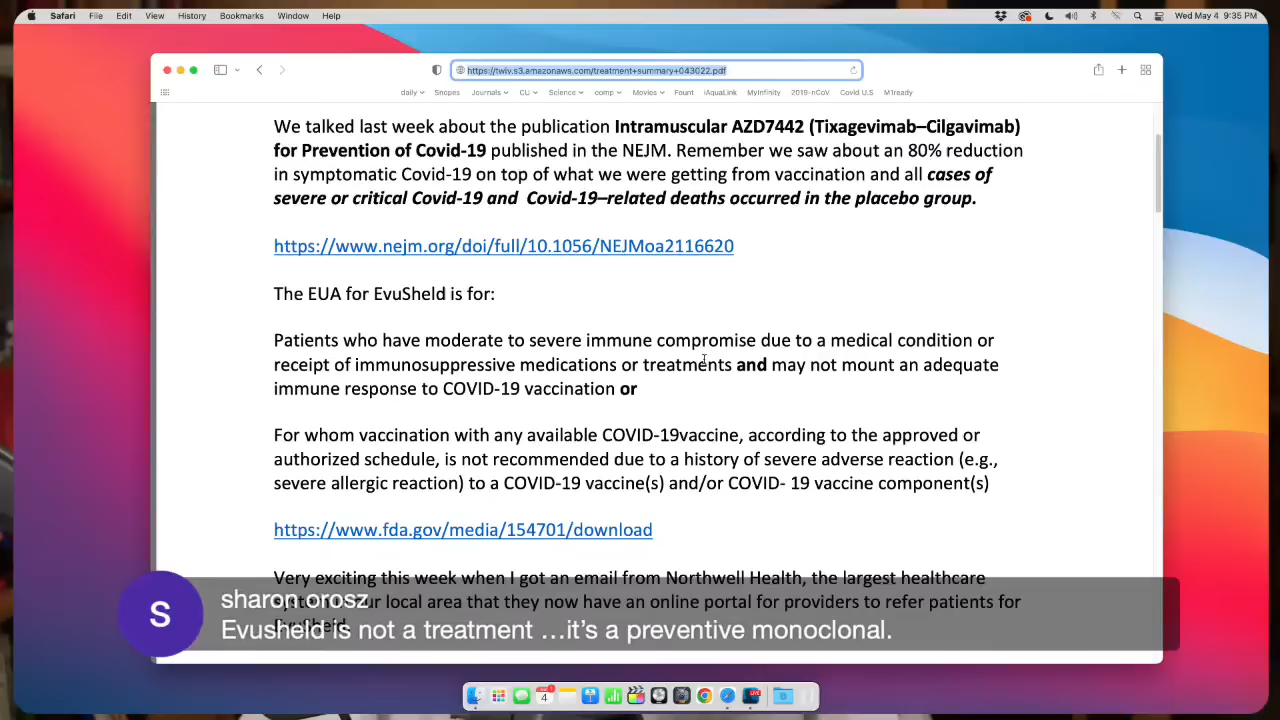 Safari File Edit View History Bookmarks Window Help Wed May 4 9:35 PM
https://twiv.s3.amazonaws.com/treatment+summary+043022.pdf
daily Snopes Journals CU Science comp Movies Fount iAquaLink MyInfinity 2019-nCoV Covid U.S M1ready
We talked last week about the publication Intramuscular AZD7442 (Tixagevimab–Cilgavimab)
for Prevention of Covid-19 published in the NEJM. Remember we saw about an 80% reduction
in symptomatic Covid-19 on top of what we were getting from vaccination and all cases of
severe or critical Covid-19 and Covid-19–related deaths occurred in the placebo group.
https://www.nejm.org/doi/full/10.1056/NEJMoa2116620
The EUA for EvuSheld is for:
Patients who have moderate to severe immune compromise due to a medical condition or
receipt of immunosuppressive medications or treatments and may not mount an adequate
immune response to COVID-19 vaccination or
For whom vaccination with any available COVID-19vaccine, according to the approved or
authorized schedule, is not recommended due to a history of severe adverse reaction (e.g.,
severe allergic reaction) to a COVID-19 vaccine(s) and/or COVID- 19 vaccine component(s)
https://www.fda.gov/media/154701/download
Very exciting this week when I got an email from Northwell Health, the largest healthcare
system in our local area that they now have an online portal for providers to refer patients for
EvuSheld.
S
sharon orosz
Evusheld is not a treatment …it’s a preventive monoclonal.
4
LIVE